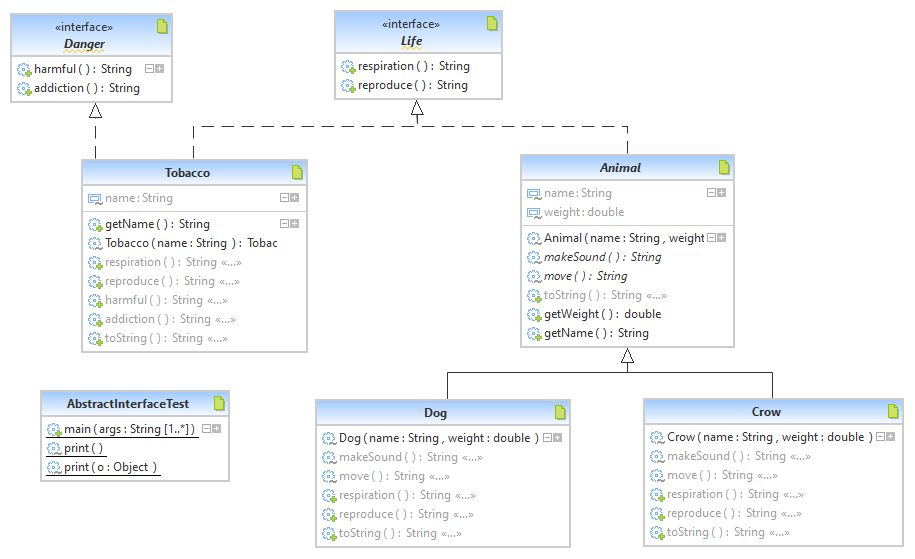 «interface»
Danger
harmful ( ) : String
addiction ( ) : String
«interface»
Life
respiration ( ) : String
reproduce ( ) : String
Tobacco
name : String
getName ( ) : String
Tobacco ( name : String ) : Tobac
respiration ( ) : String «...»
reproduce ( ) : String «...»
harmful ( ) : String «...»
addiction ( ) : String «...»
toString ( ) : String «...»
Animal
name : String
weight : double
Animal ( name : String , weight
makeSound ( ) : String
move ( ) : String
toString ( ) : String «...»
getWeight ( ) : double
getName ( ) : String
AbstractInterfaceTest
main ( args : String [1..*] )
print ( )
print ( o : Object )
Dog
Dog ( name : String , weight : double )
makeSound ( ) : String «...»
move ( ) : String «...»
respiration ( ) : String «...»
reproduce ( ) : String «...»
toString ( ) : String «...»
Crow
Crow ( name : String , weight : double )
makeSound ( ) : String «...»
move ( ) : String «...»
respiration ( ) : String «...»
reproduce ( ) : String «...»
toString ( ) : String «...»